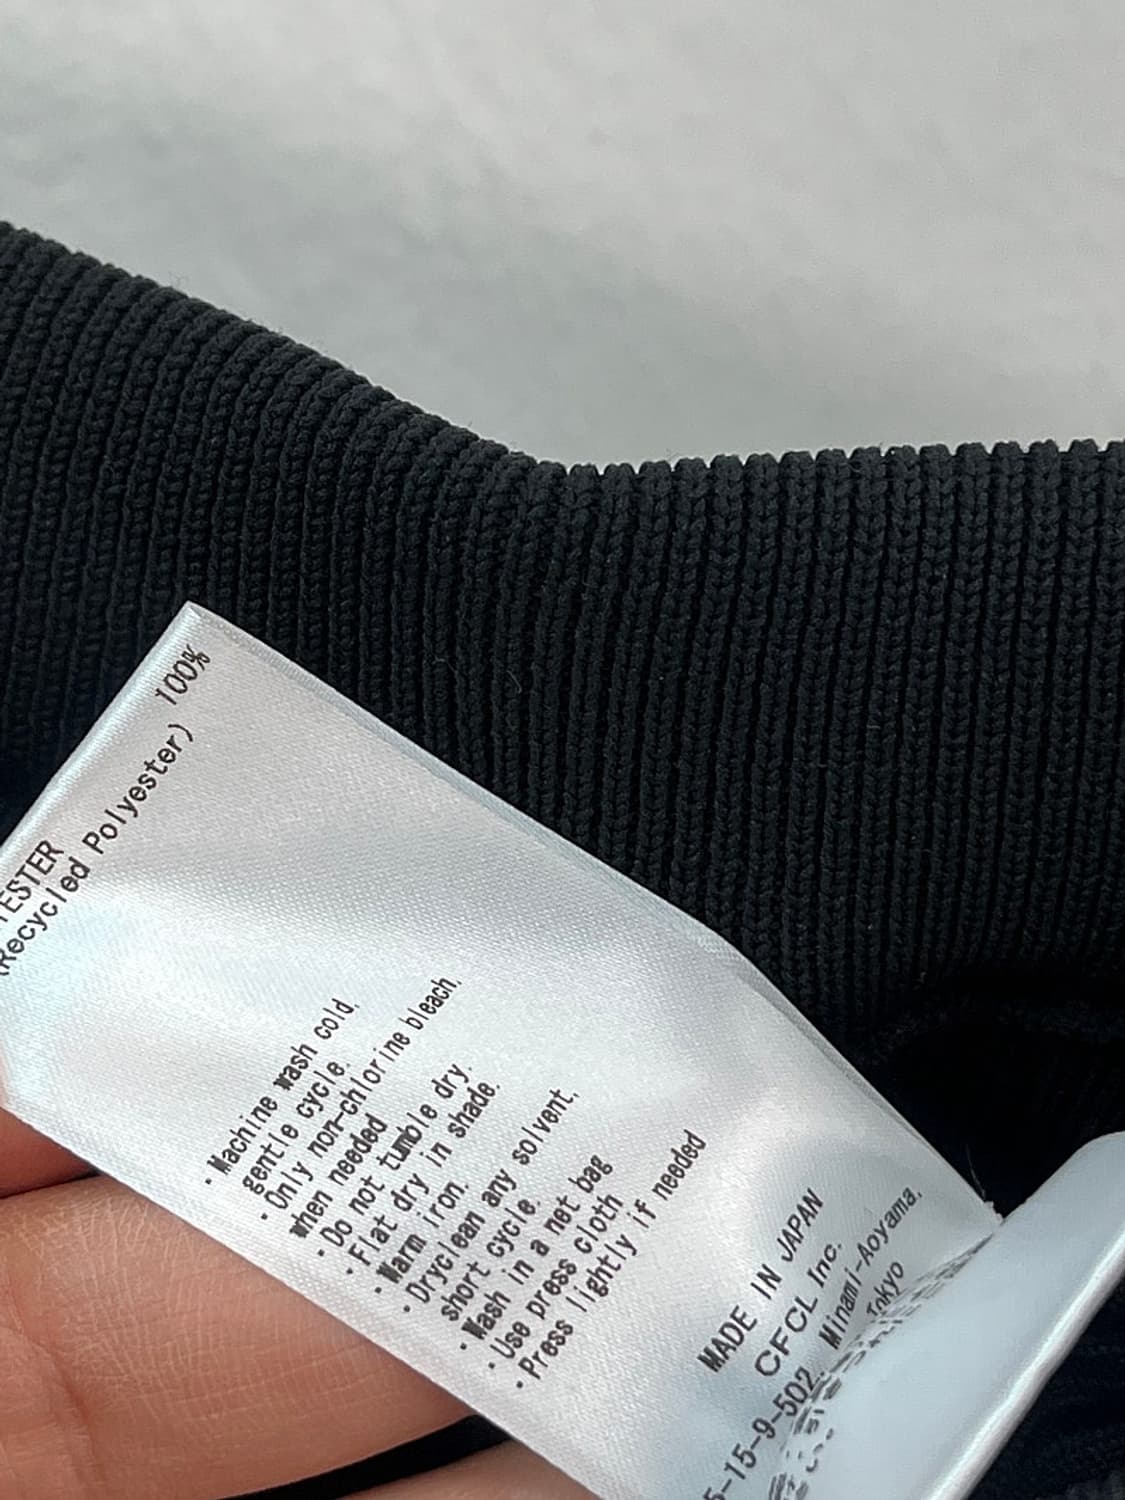 (Recycled Polyester) 100%
・Machine wash cold,
gentle cycle.
・Only non-chlorine bleach,
when needed
・Do not tumble dry.
・Flat dry in shade.
・Warm iron.
・Dryclean any solvent,
short cycle.
・Wash in a net bag
・Use press cloth
・Press lightly if needed
MADE IN JAPAN
CFCL Inc.
5-15-9-502, Minami-Aoyama,
Tokyo